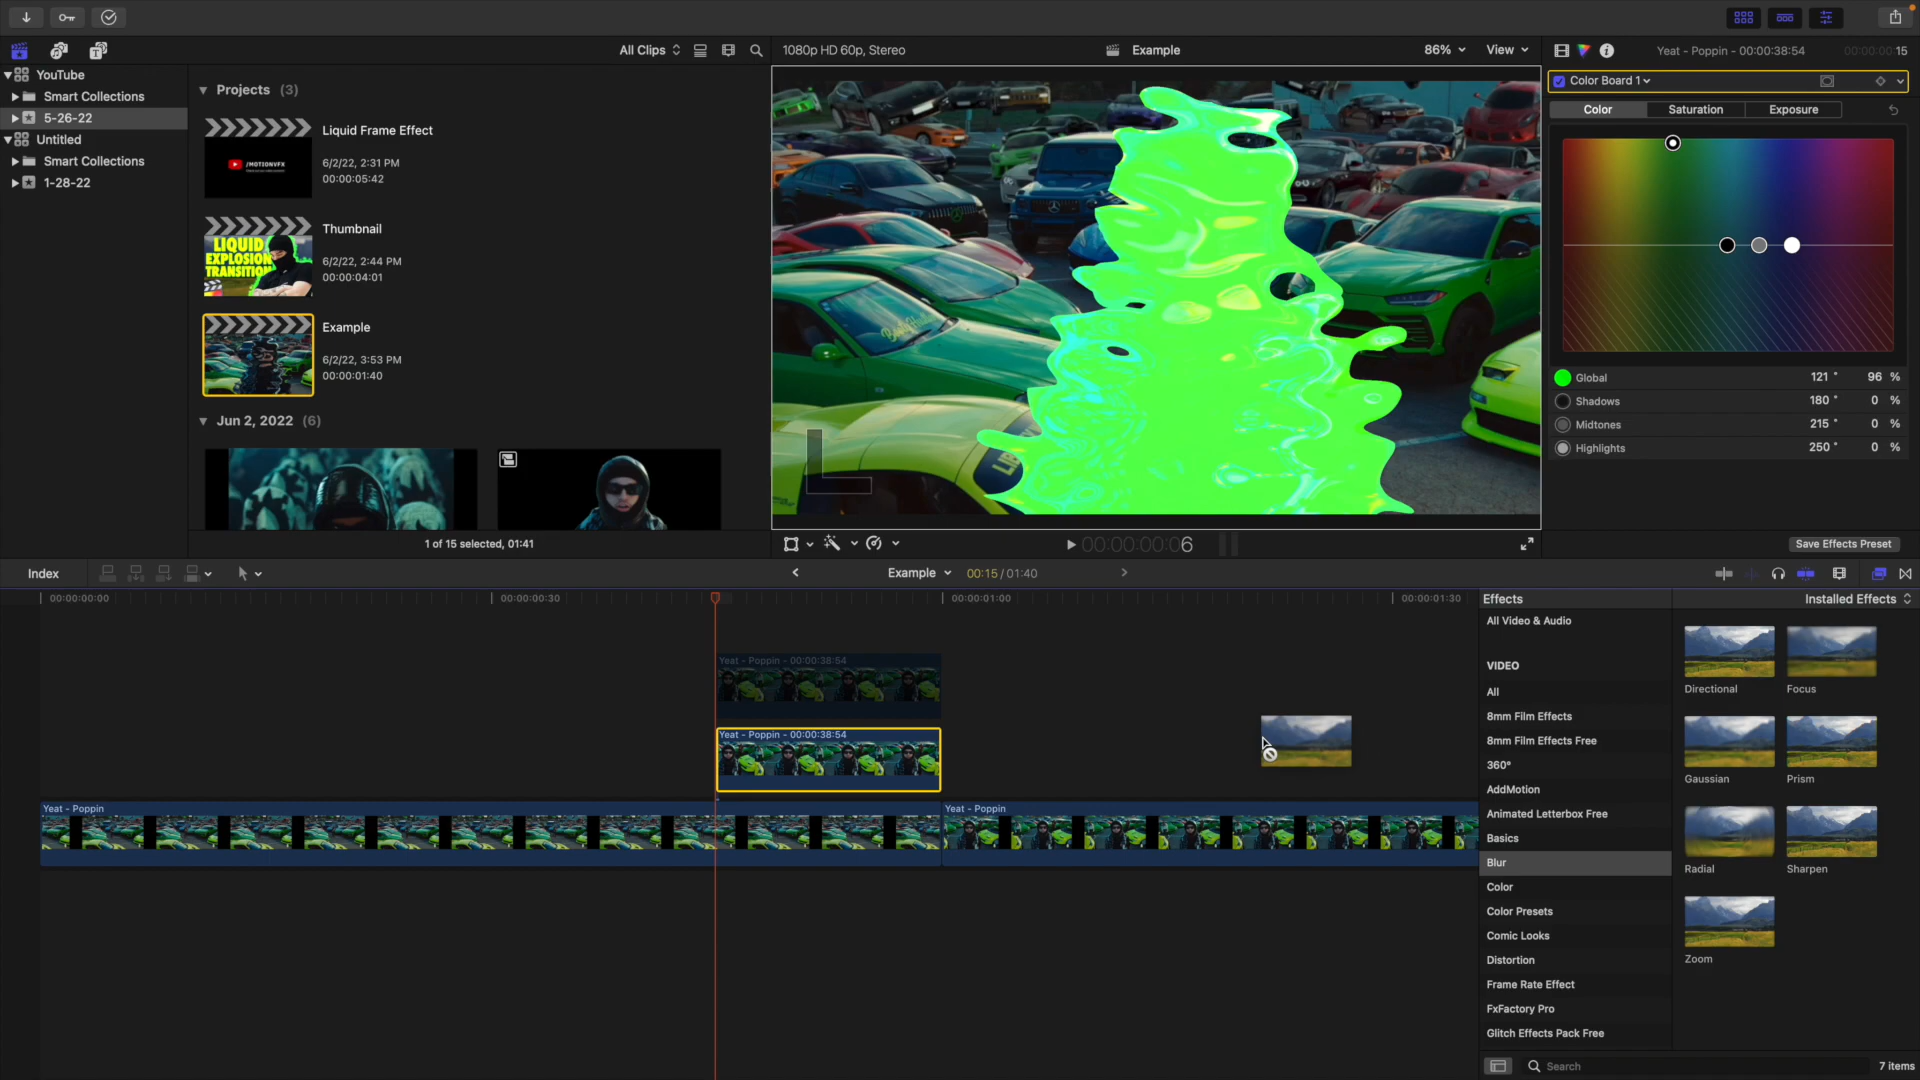 All Clips
1080p HD 60p, Stereo
Example
86%
View
Yeat - Poppin - 00:00:38:54
00:00:00:15
YouTube
Smart Collections
5-26-22
Untitled
Smart Collections
1-28-22
Projects (3)
Liquid Frame Effect
6/2/22, 2:31 PM
00:00:05:42
/MOTIONVFX
Thumbnail
6/2/22, 2:44 PM
00:00:04:01
LIQUID
EXPLOSION
TRANSITION
Example
6/2/22, 3:53 PM
00:00:01:40
Jun 2, 2022 (6)
1 of 15 selected, 01:41
L
00:00:00:06
Color Board 1
Color
Saturation
Exposure
Global 121 ° 96 %
Shadows 180 ° 0 %
Midtones 215 ° 0 %
Highlights 250 ° 0 %
Save Effects Preset
Index
Example
00:15 / 01:40
00:00:00:00
00:00:00:30
00:00:01:00
00:00:01:30
Yeat - Poppin - 00:00:38:54
Yeat - Poppin - 00:00:38:54
Yeat - Poppin
Yeat - Poppin
Effects
Installed Effects
All Video & Audio
VIDEO
All
8mm Film Effects
8mm Film Effects Free
360°
AddMotion
Animated Letterbox Free
Basics
Blur
Color
Color Presets
Comic Looks
Distortion
Frame Rate Effect
FxFactory Pro
Glitch Effects Pack Free
Directional
Focus
Gaussian
Prism
Radial
Sharpen
Zoom
Search
7 items